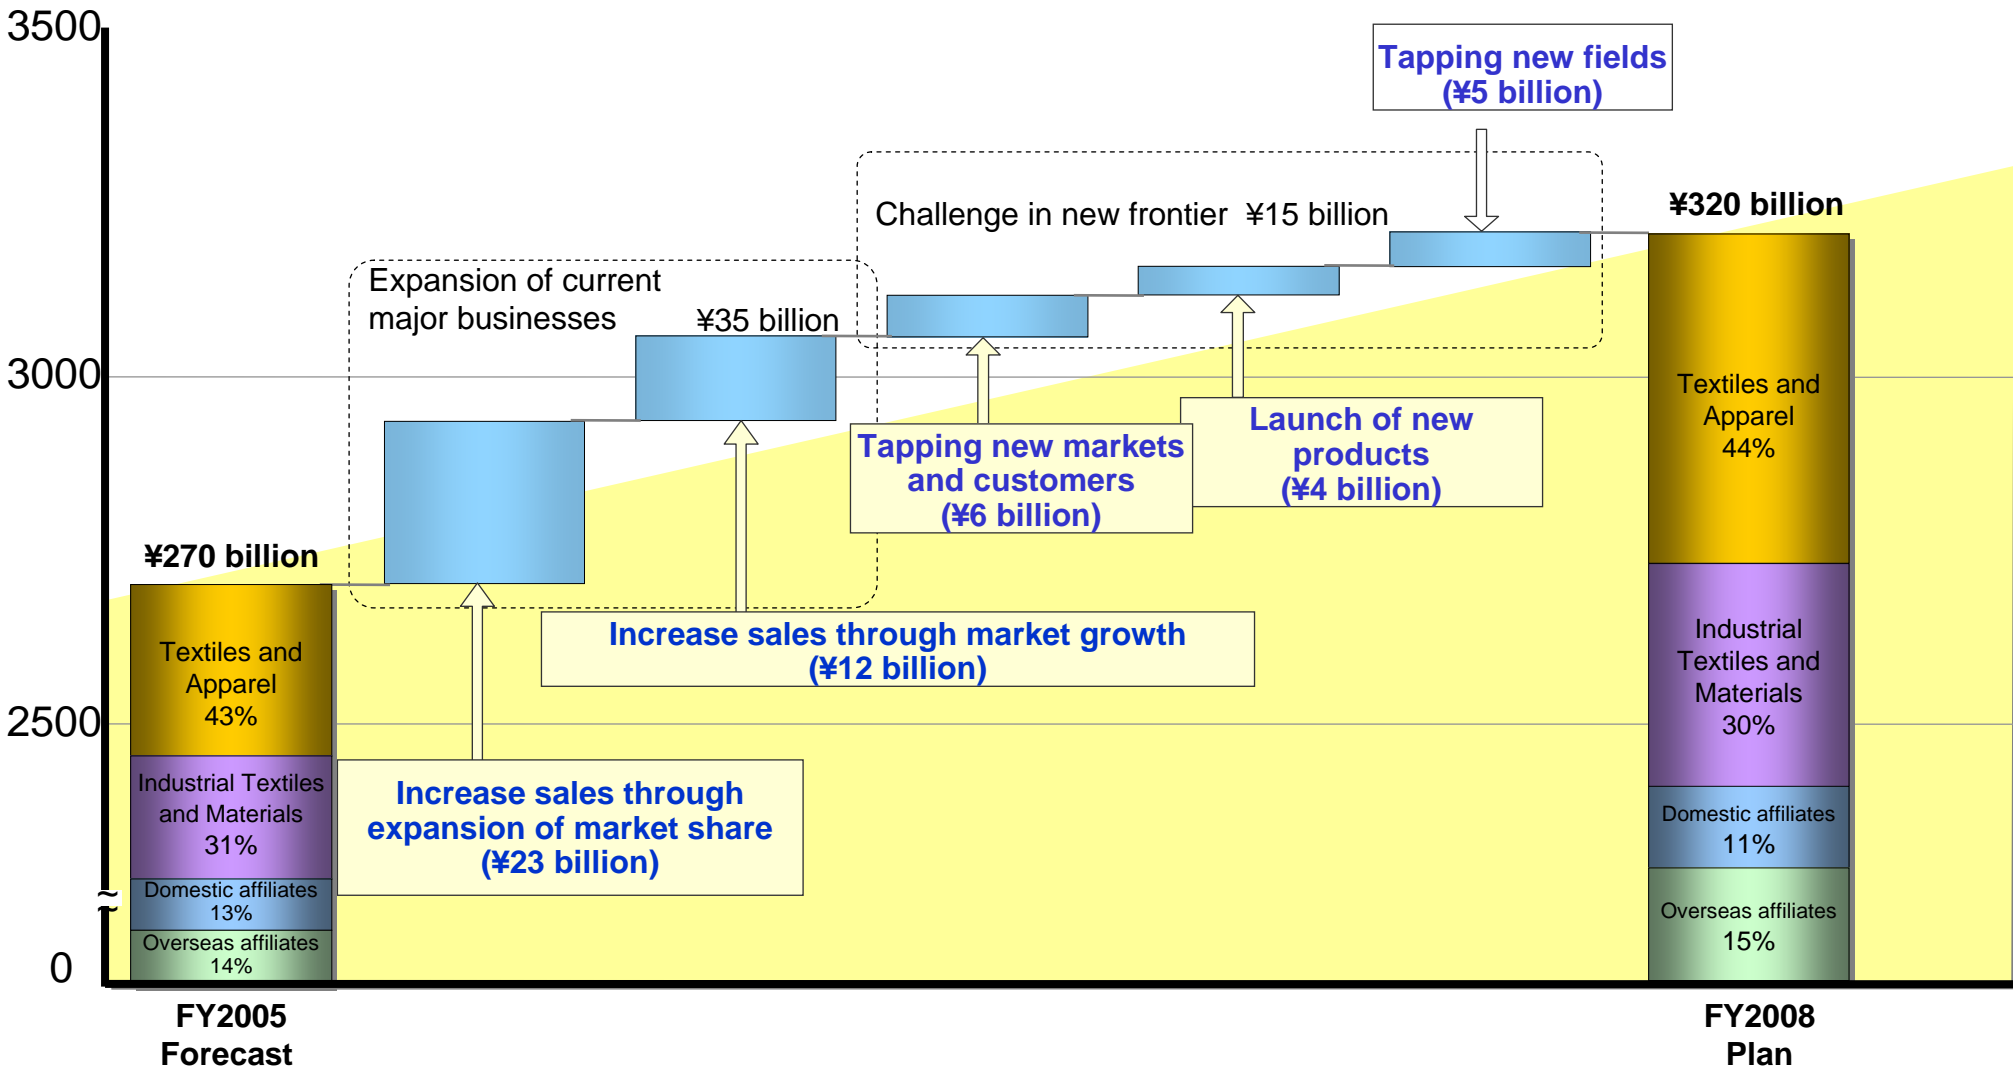 3500
3000
2500
≈
0
Tapping new fields
(¥5 billion)
Challenge in new frontier ¥15 billion
¥320 billion
Expansion of current
major businesses
¥35 billion
Tapping new markets
and customers
(¥6 billion)
Launch of new
products
(¥4 billion)
¥270 billion
Increase sales through market growth
(¥12 billion)
Increase sales through
expansion of market share
(¥23 billion)
Textiles and
Apparel
43%
Industrial Textiles
and Materials
31%
Domestic affiliates
13%
Overseas affiliates
14%
Textiles and
Apparel
44%
Industrial
Textiles and
Materials
30%
Domestic affiliates
11%
Overseas affiliates
15%
FY2005
Forecast
FY2008
Plan